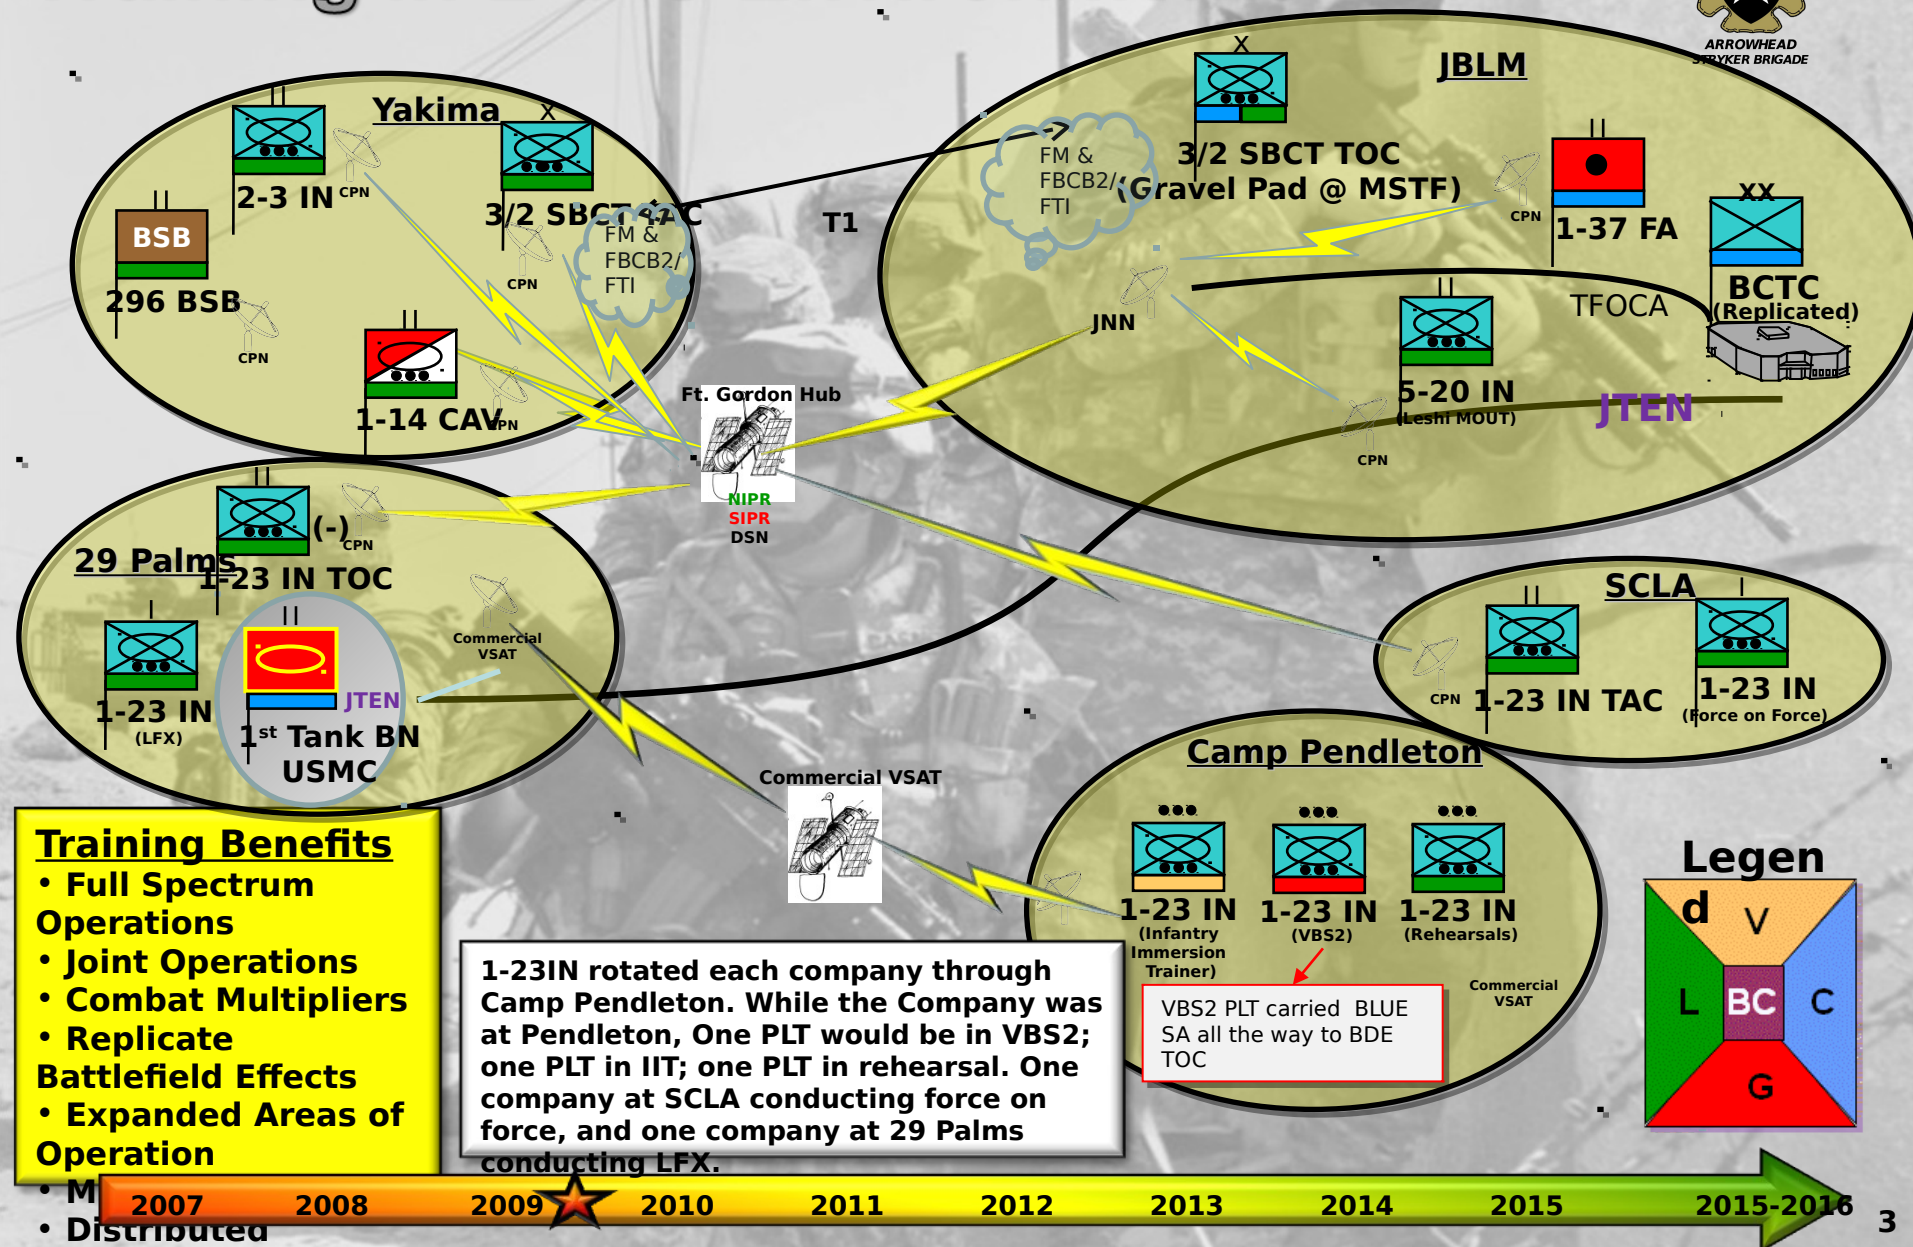 ARROWHEAD
STRYKER BRIGADE
Yakima
X
2-3 IN
CPN
3/2 SBCT TAC
FM &
FBCB2/
FTI
CPN
BSB
296 BSB
CPN
1-14 CAV
CPN
T1
JBLM
X
3/2 SBCT TOC
(Gravel Pad @ MSTF)
FM &
FBCB2/
FTI
CPN
1-37 FA
XX
BCTC
(Replicated)
TFOCA
JNN
5-20 IN
(Leshi MOUT)
JTEN
CPN
Ft. Gordon Hub
NIPR
SIPR
DSN
29 Palms
(-)
CPN
1-23 IN TOC
Commercial
VSAT
1-23 IN
(LFX)
JTEN
1st Tank BN
USMC
SCLA
CPN
1-23 IN TAC
1-23 IN
(Force on Force)
Commercial VSAT
Camp Pendleton
1-23 IN
(Infantry
Immersion
Trainer)
1-23 IN
(VBS2)
1-23 IN
(Rehearsals)
Commercial
VSAT
VBS2 PLT carried BLUE
SA all the way to BDE
TOC
Training Benefits
• Full Spectrum
Operations
• Joint Operations
• Combat Multipliers
• Replicate
Battlefield Effects
• Expanded Areas of
Operation
• M
• Distributed
1-23IN rotated each company through
Camp Pendleton. While the Company was
at Pendleton, One PLT would be in VBS2;
one PLT in IIT; one PLT in rehearsal. One
company at SCLA conducting force on
force, and one company at 29 Palms
conducting LFX.
Legen
d
V
L
BC
C
G
2007
2008
2009
2010
2011
2012
2013
2014
2015
2015-2016
3